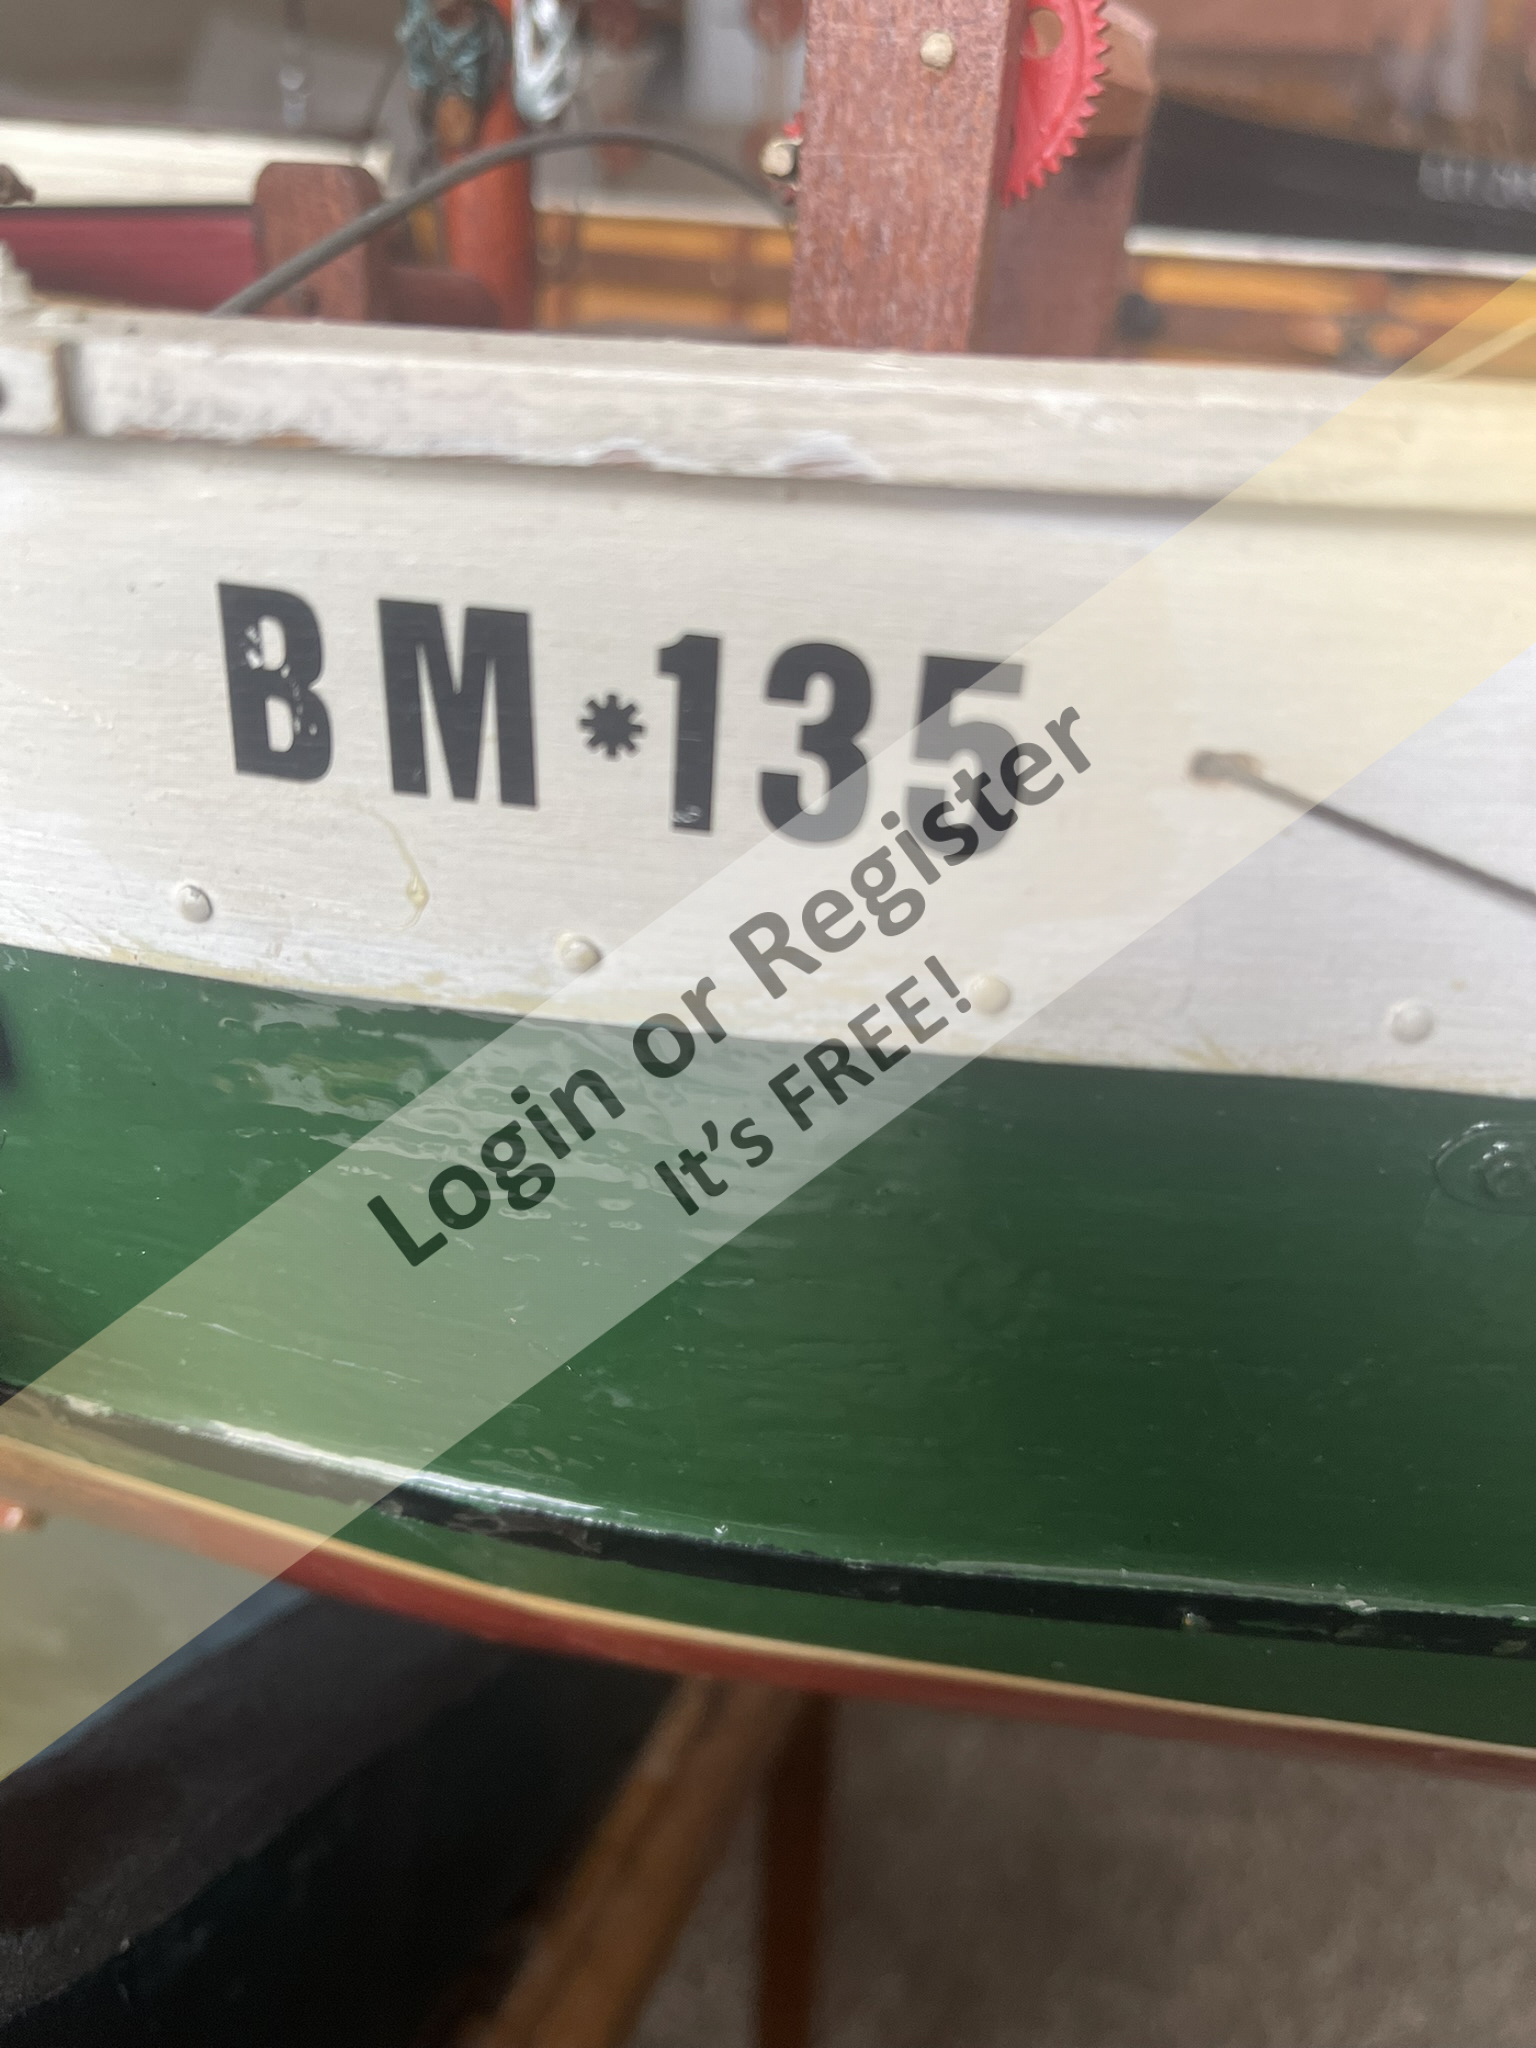 BM*135
Login or Register
It's FREE!